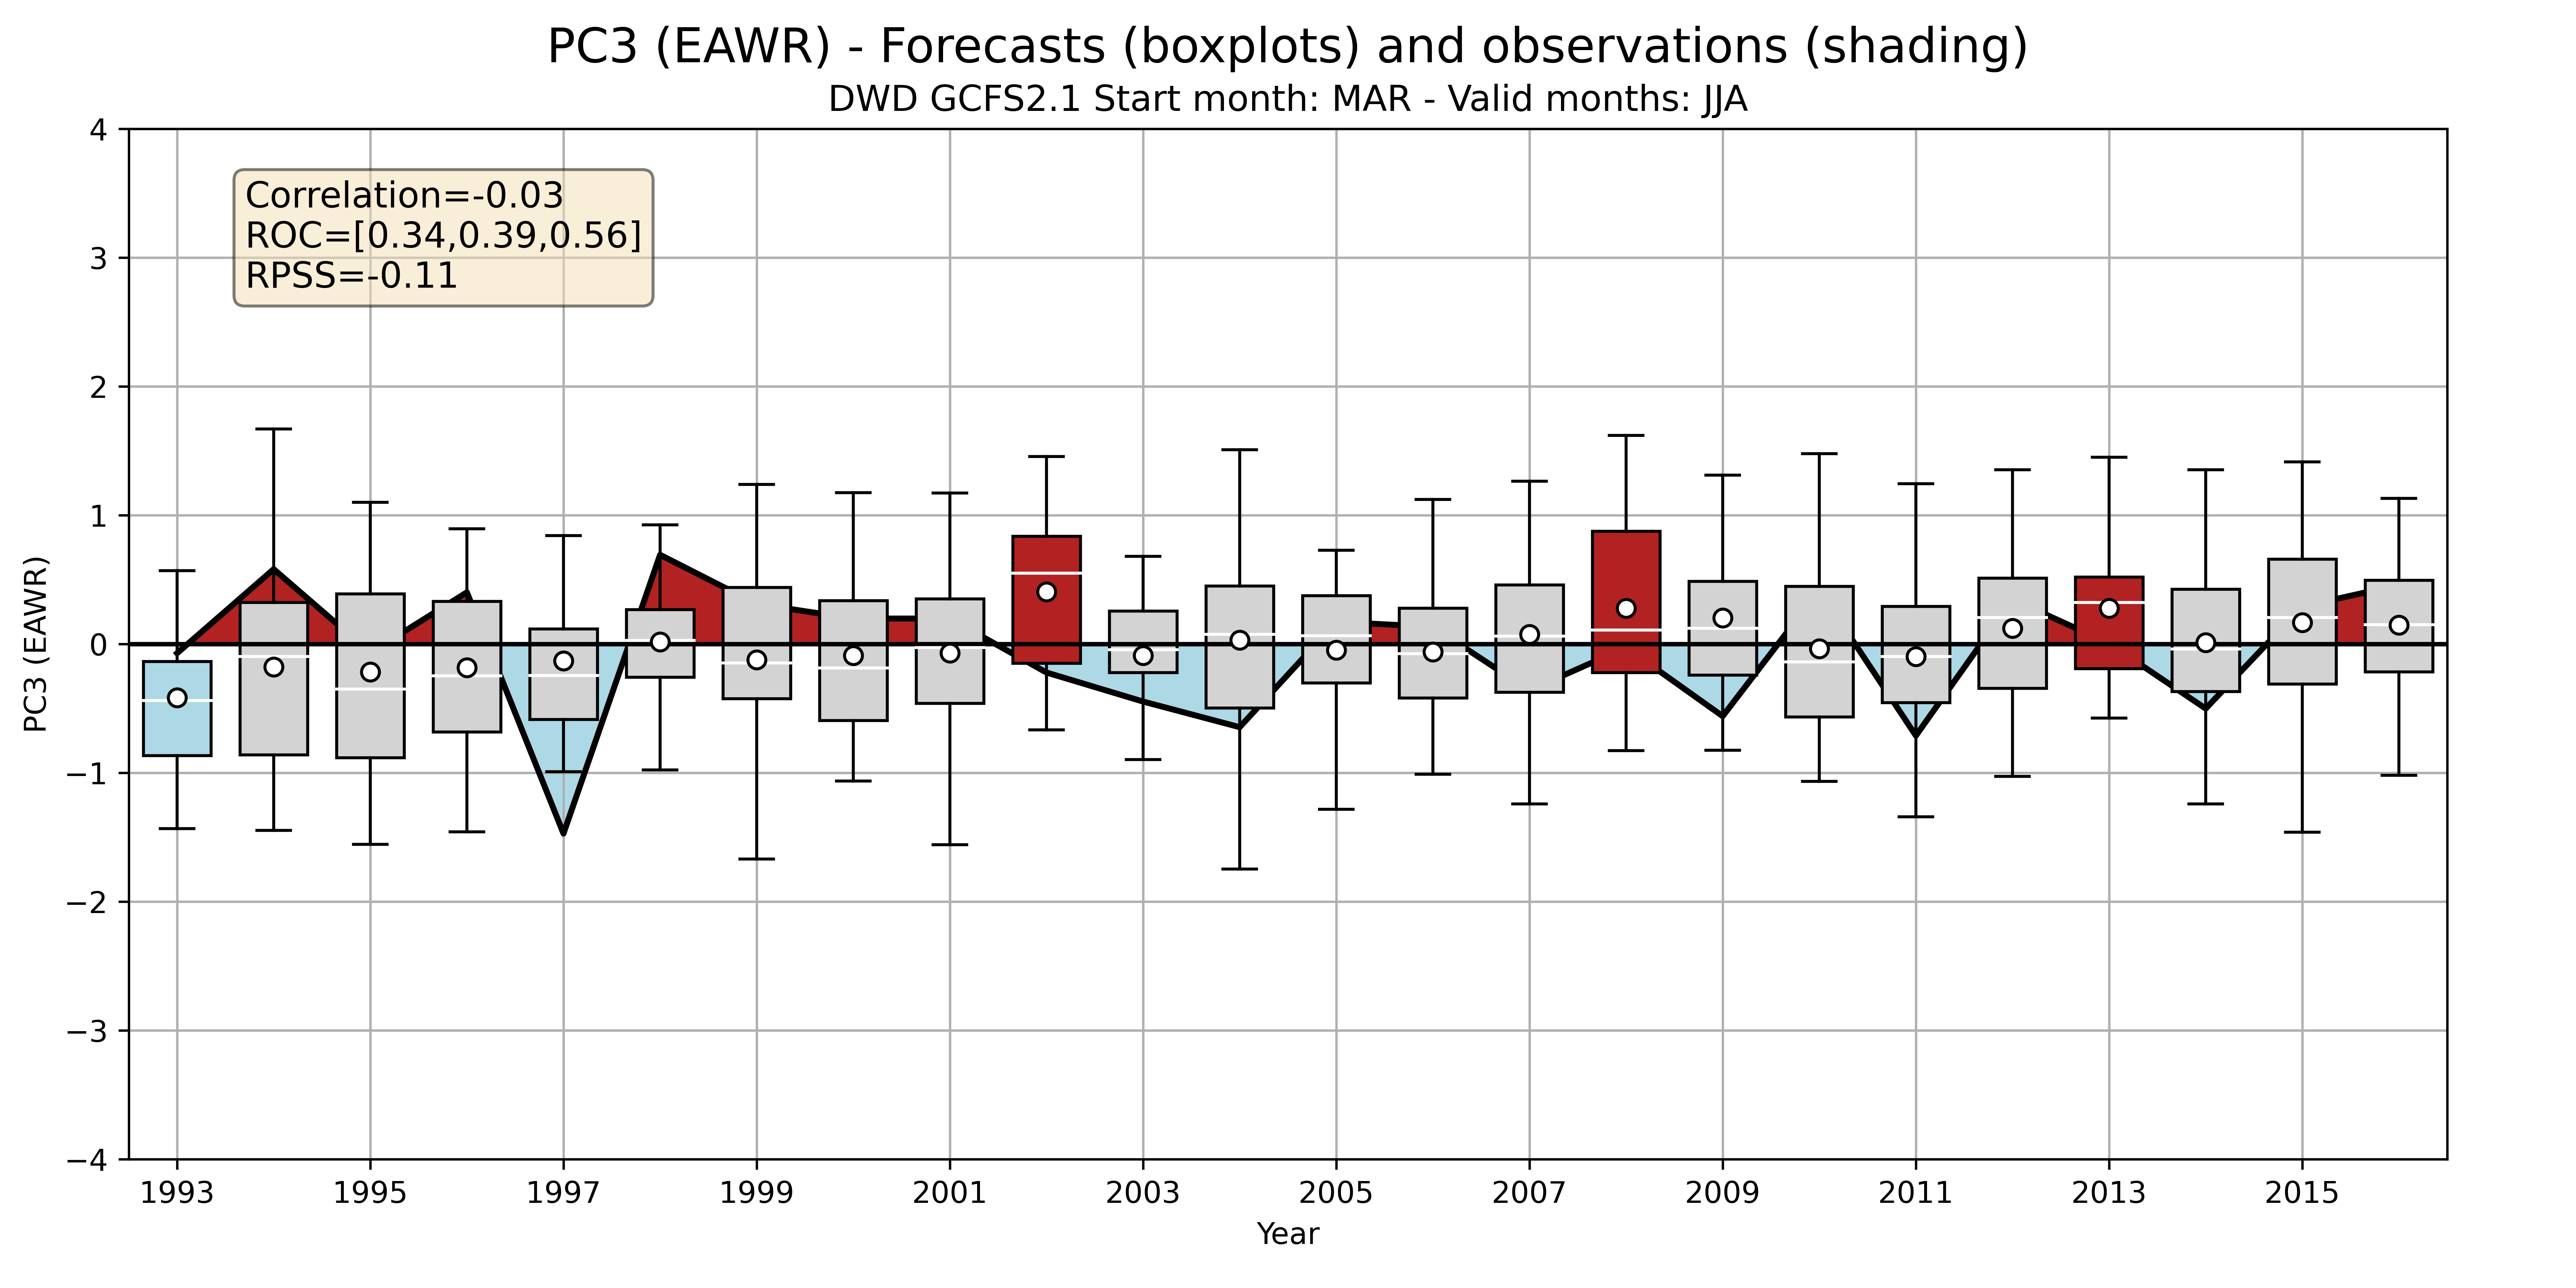 PC3 (EAWR) - Forecasts (boxplots) and observations (shading)
DWD GCFS2.1 Start month: MAR - Valid months: JJA
Correlation=-0.03
ROC=[0.34,0.39,0.56]
RPSS=-0.11
PC3 (EAWR)
4
3
2
1
0
−1
−2
−3
−4
1993 1995 1997 1999 2001 2003 2005 2007 2009 2011 2013 2015
Year